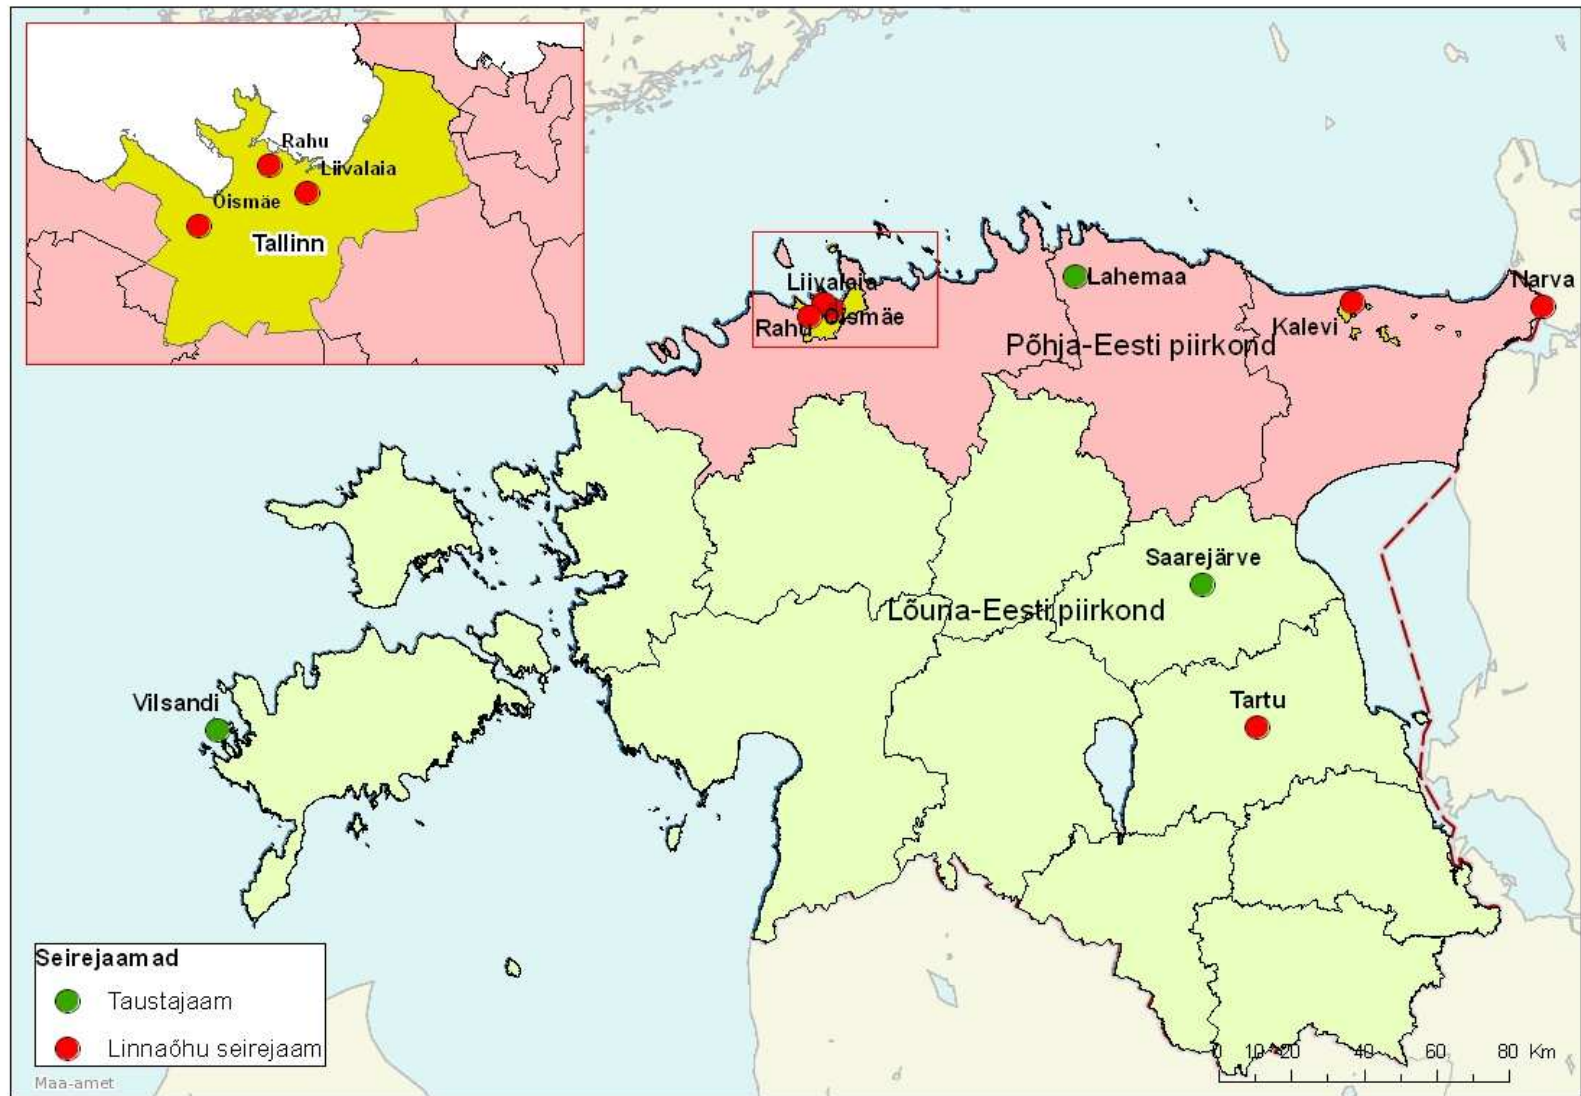 Rahu
Liivalaia
Õismäe
Tallinn
Liivalaia
Rahu
Õismäe
Lahemaa
Narva
Kalevi
Põhja-Eesti piirkond
Saarejärve
Lõuna-Eesti piirkond
Vilsandi
Tartu
Seirejaamad
Taustajaam
Linnaõhu seirejaam
Maa-amet
0 10 20 40 60 80 Km